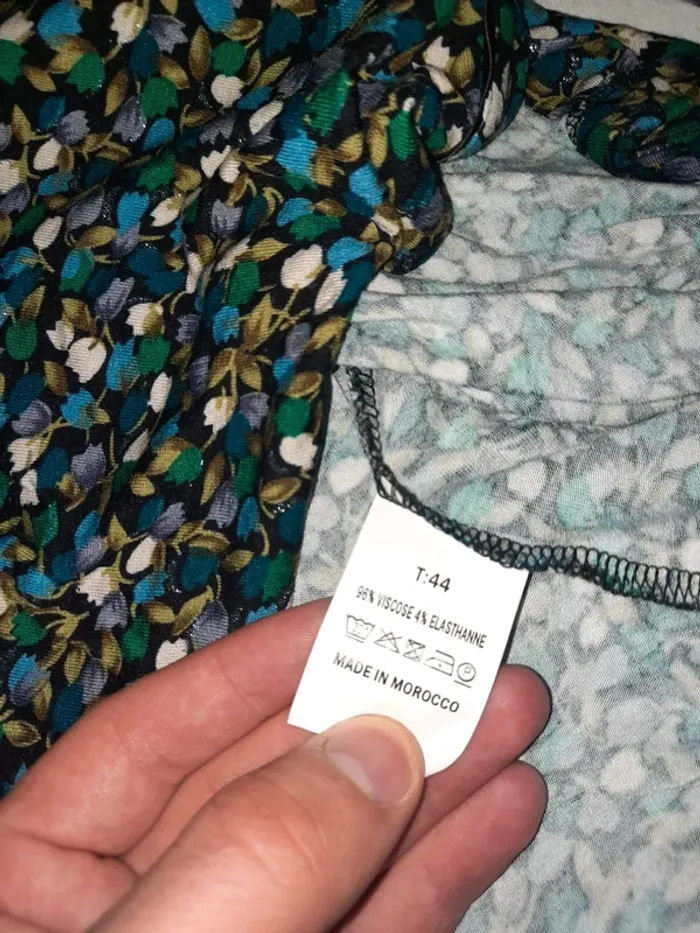 T:44
96% VISCOSE 4% ELASTHANNE
MADE IN MOROCCO